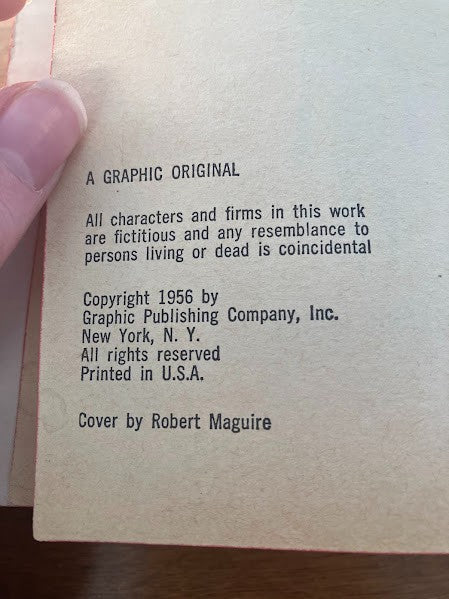 A GRAPHIC ORIGINAL
All characters and firms in this work
are fictitious and any resemblance to
persons living or dead is coincidental
Copyright 1956 by
Graphic Publishing Company, Inc.
New York, N. Y.
All rights reserved
Printed in U.S.A.
Cover by Robert Maguire